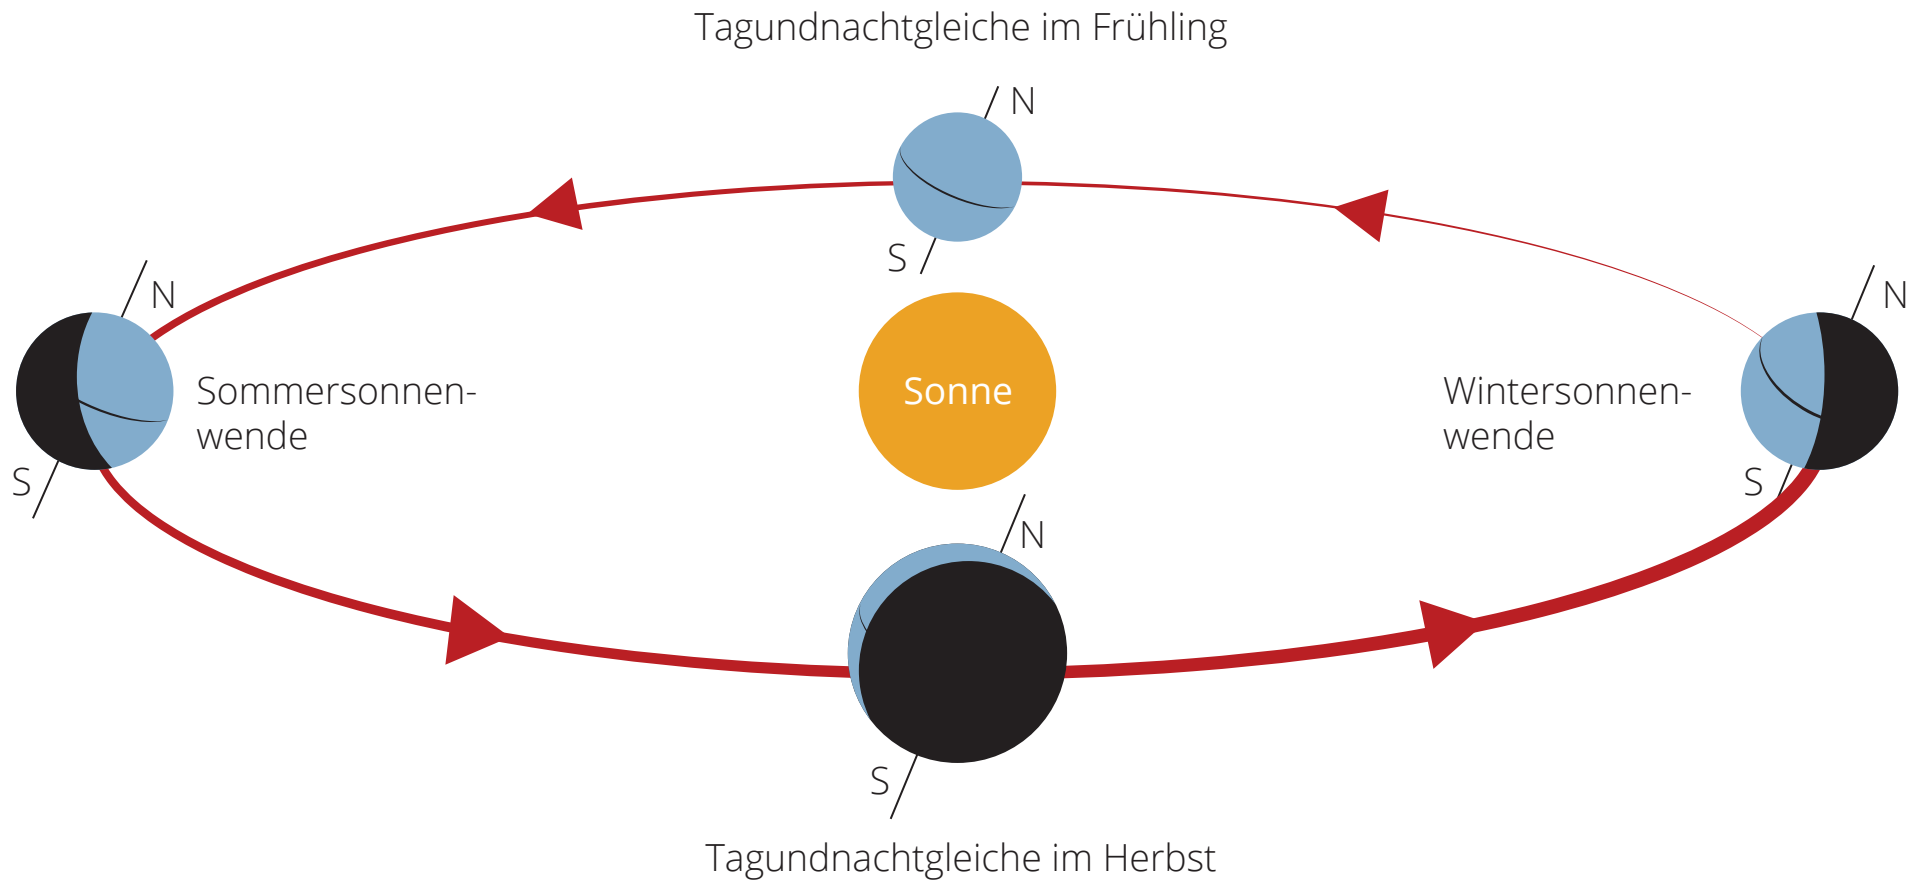 Tagundnachtgleiche im Frühling
N
S
N
Sommersonnen-
wende
S
Sonne
N
Wintersonnen-
wende
S
N
S
Tagundnachtgleiche im Herbst